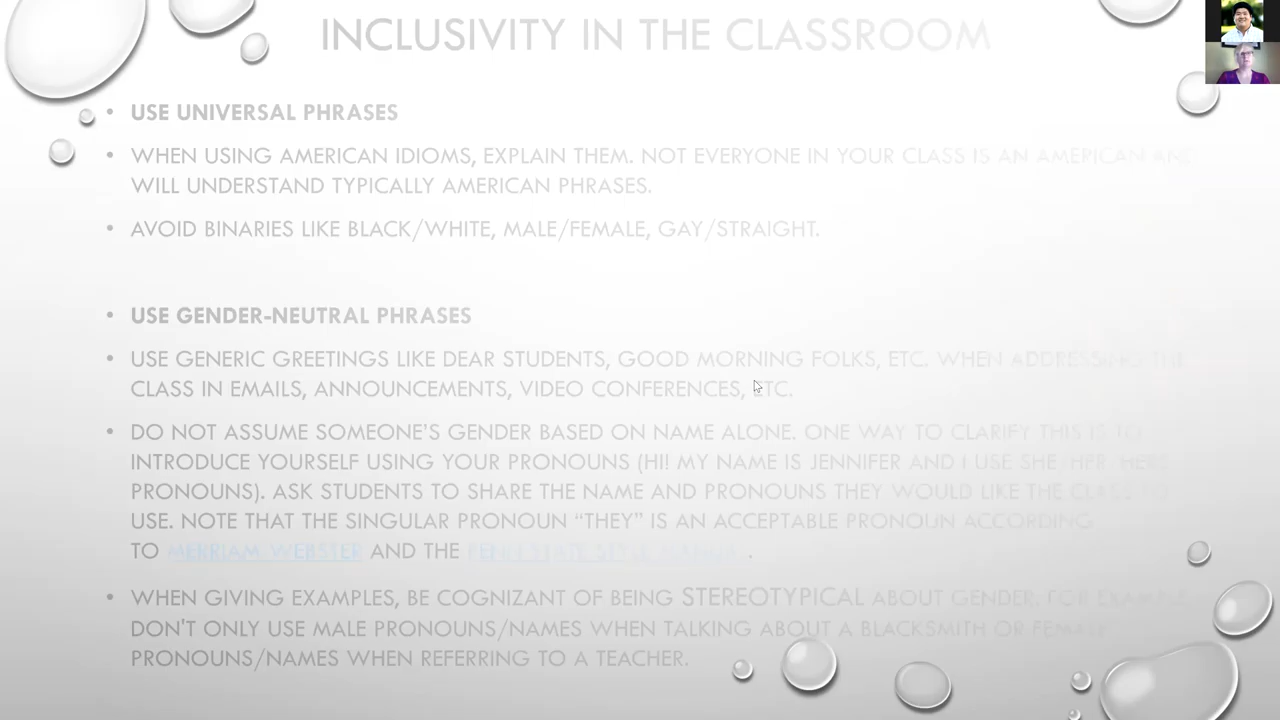 INCLUSIVITY IN THE CLASSROOM
• USE UNIVERSAL PHRASES
• WHEN USING AMERICAN IDIOMS, EXPLAIN THEM. NOT EVERYONE IN YOUR CLASS IS AN AMERICAN AND
WILL UNDERSTAND TYPICALLY AMERICAN PHRASES.
• AVOID BINARIES LIKE BLACK/WHITE, MALE/FEMALE, GAY/STRAIGHT.
• USE GENDER-NEUTRAL PHRASES
• USE GENERIC GREETINGS LIKE DEAR STUDENTS, GOOD MORNING FOLKS, ETC. WHEN ADDRESSING THE
CLASS IN EMAILS, ANNOUNCEMENTS, VIDEO CONFERENCES, ETC.
• DO NOT ASSUME SOMEONE'S GENDER BASED ON NAME ALONE. ONE WAY TO CLARIFY THIS IS TO
INTRODUCE YOURSELF USING YOUR PRONOUNS (HI! MY NAME IS JENNIFER AND I USE SHE/HER/HERS
PRONOUNS). ASK STUDENTS TO SHARE THE NAME AND PRONOUNS THEY WOULD LIKE THE CLASS TO
USE. NOTE THAT THE SINGULAR PRONOUN “THEY” IS AN ACCEPTABLE PRONOUN ACCORDING
TO MERRIAM WEBSTER AND THE PENN STATE STYLE .
• WHEN GIVING EXAMPLES, BE COGNIZANT OF BEING STEREOTYPICAL ABOUT GENDER. FOR EXAMPLE,
DON'T ONLY USE MALE PRONOUNS/NAMES WHEN TALKING ABOUT A BLACKSMITH OR FEMALE
PRONOUNS/NAMES WHEN REFERRING TO A TEACHER.